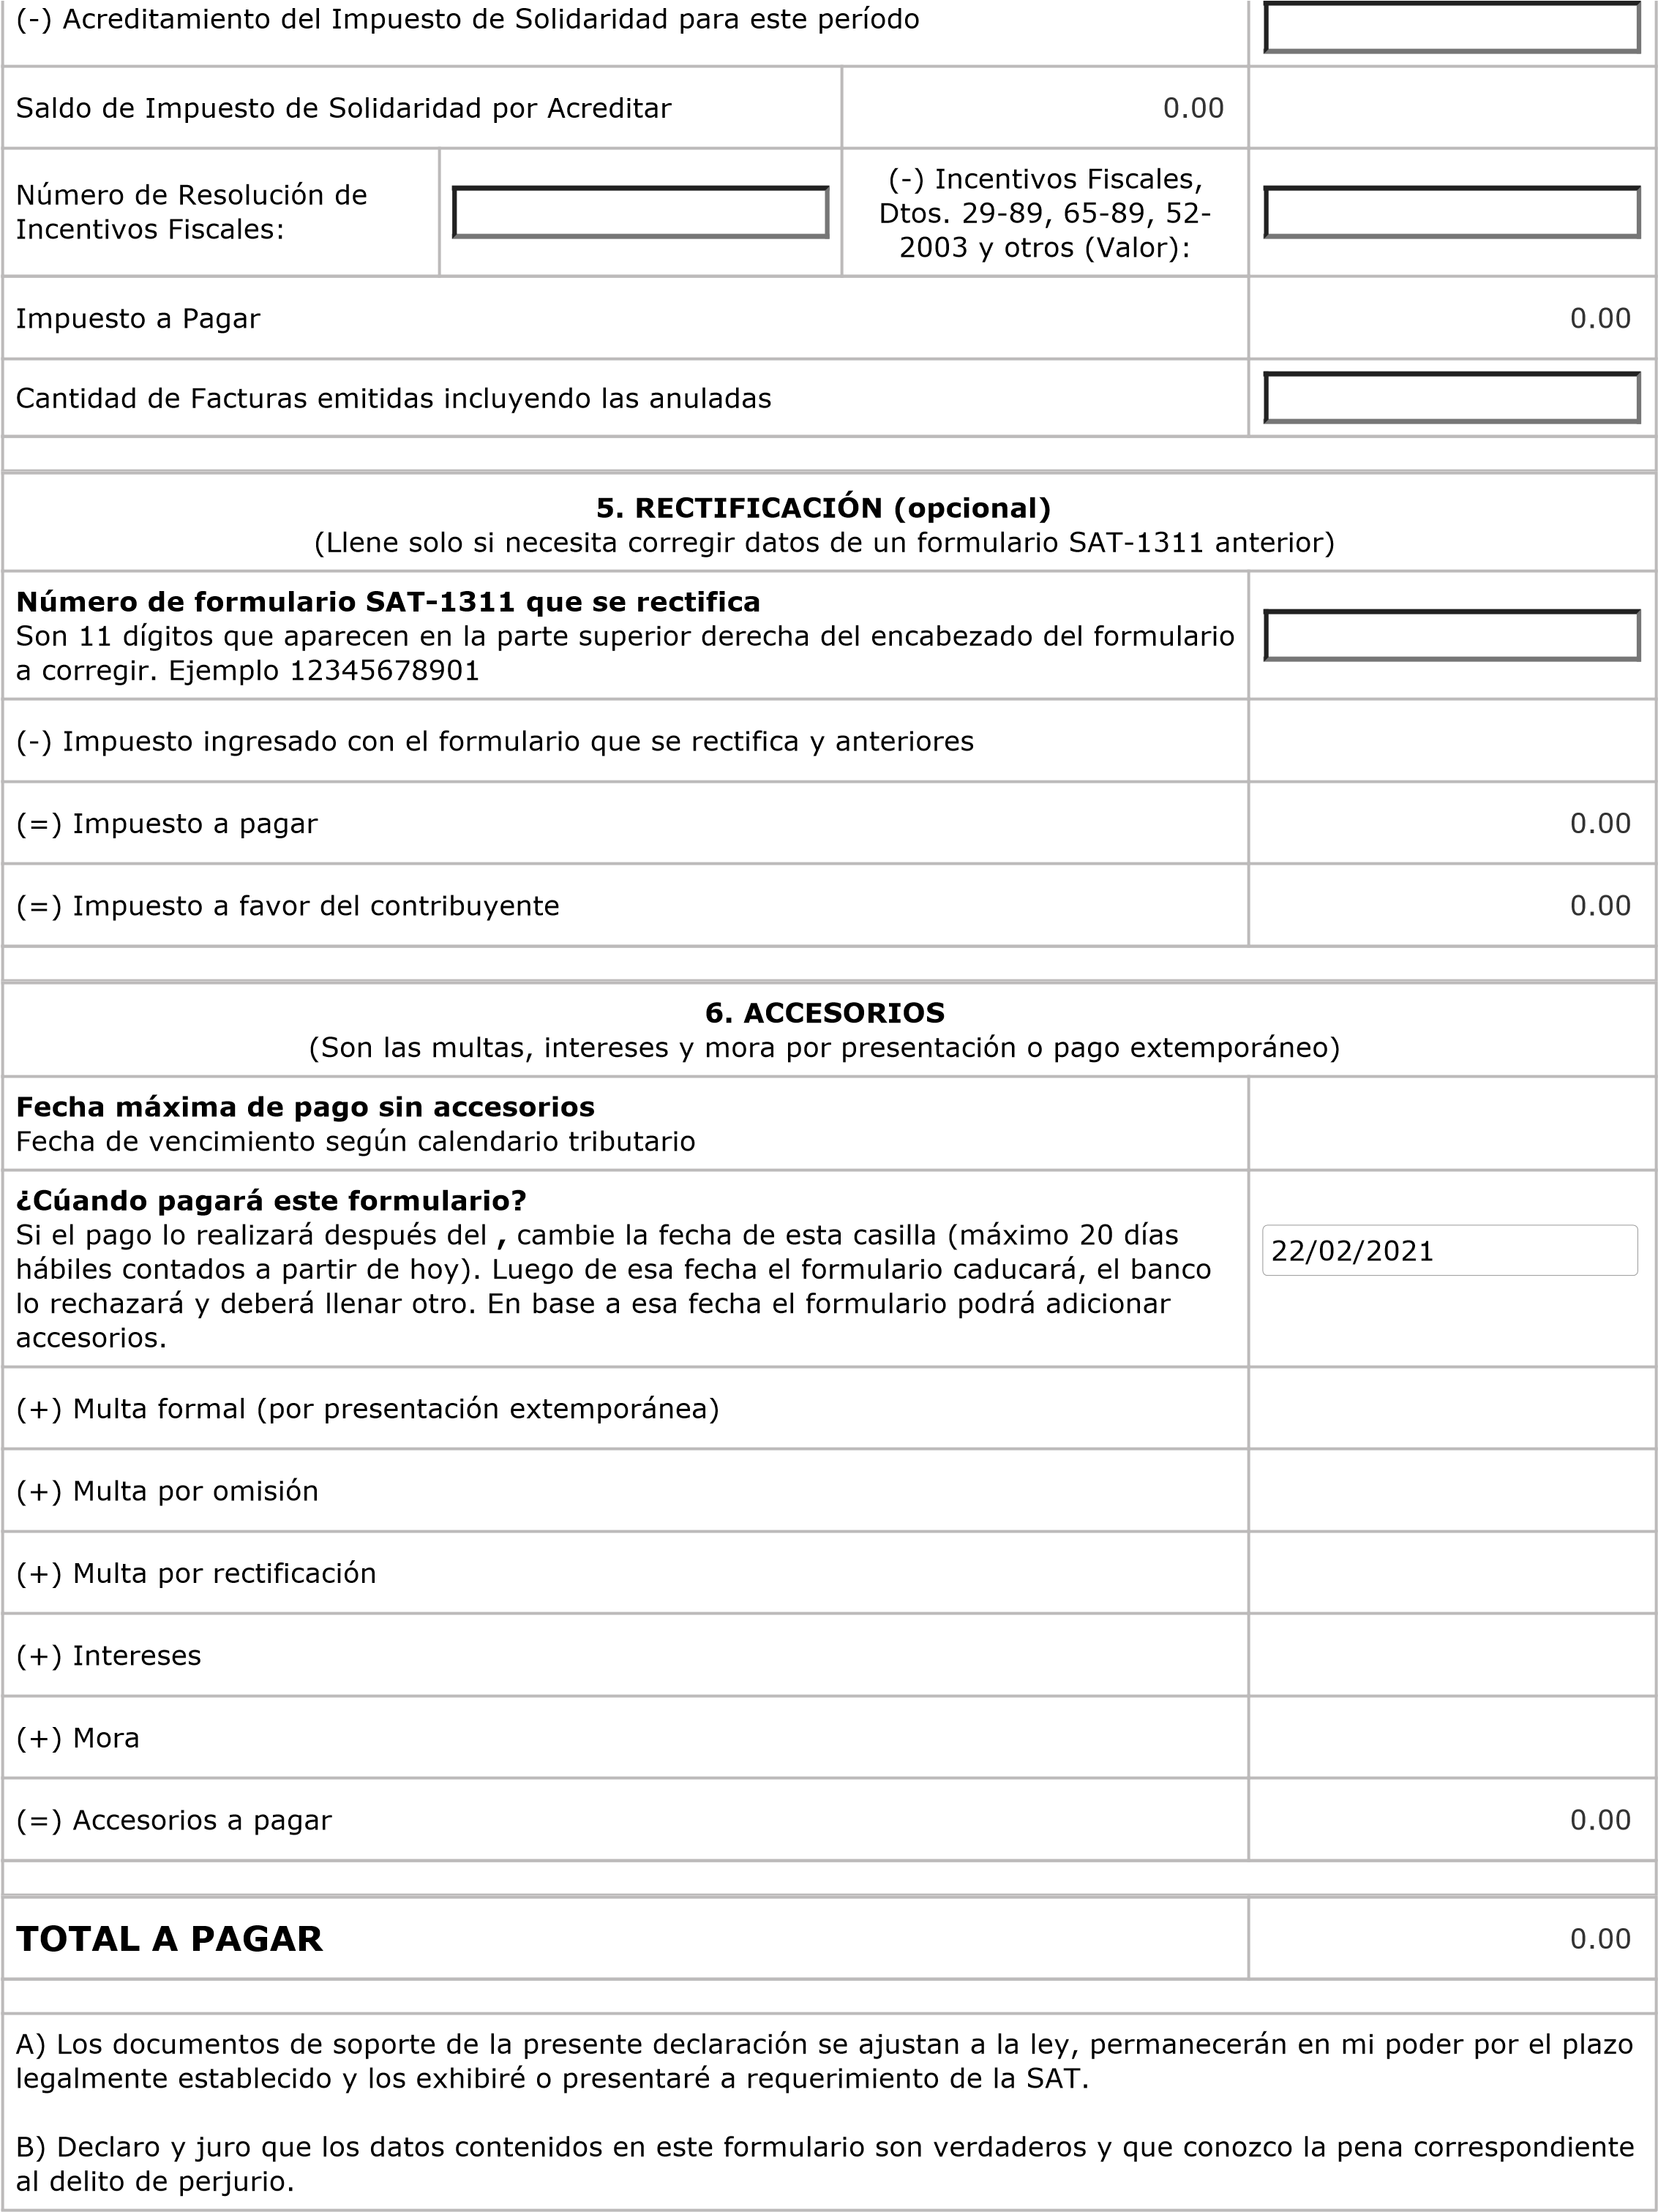 (-) Acreditamiento del Impuesto de Solidaridad para este período
Saldo de Impuesto de Solidaridad por Acreditar 0.00
Número de Resolución de
Incentivos Fiscales:
(-) Incentivos Fiscales,
Dtos. 29-89, 65-89, 52-
2003 y otros (Valor):
Impuesto a Pagar 0.00
Cantidad de Facturas emitidas incluyendo las anuladas
5. RECTIFICACIÓN (opcional)
(Llene solo si necesita corregir datos de un formulario SAT-1311 anterior)
Número de formulario SAT-1311 que se rectifica
Son 11 dígitos que aparecen en la parte superior derecha del encabezado del formulario
a corregir. Ejemplo 12345678901
(-) Impuesto ingresado con el formulario que se rectifica y anteriores
(=) Impuesto a pagar 0.00
(=) Impuesto a favor del contribuyente 0.00
6. ACCESORIOS
(Son las multas, intereses y mora por presentación o pago extemporáneo)
Fecha máxima de pago sin accesorios
Fecha de vencimiento según calendario tributario
¿Cúando pagará este formulario?
Si el pago lo realizará después del , cambie la fecha de esta casilla (máximo 20 días
hábiles contados a partir de hoy). Luego de esa fecha el formulario caducará, el banco
lo rechazará y deberá llenar otro. En base a esa fecha el formulario podrá adicionar
accesorios.
22/02/2021
(+) Multa formal (por presentación extemporánea)
(+) Multa por omisión
(+) Multa por rectificación
(+) Intereses
(+) Mora
(=) Accesorios a pagar 0.00
TOTAL A PAGAR 0.00
A) Los documentos de soporte de la presente declaración se ajustan a la ley, permanecerán en mi poder por el plazo
legalmente establecido y los exhibiré o presentaré a requerimiento de la SAT.
B) Declaro y juro que los datos contenidos en este formulario son verdaderos y que conozco la pena correspondiente
al delito de perjurio.